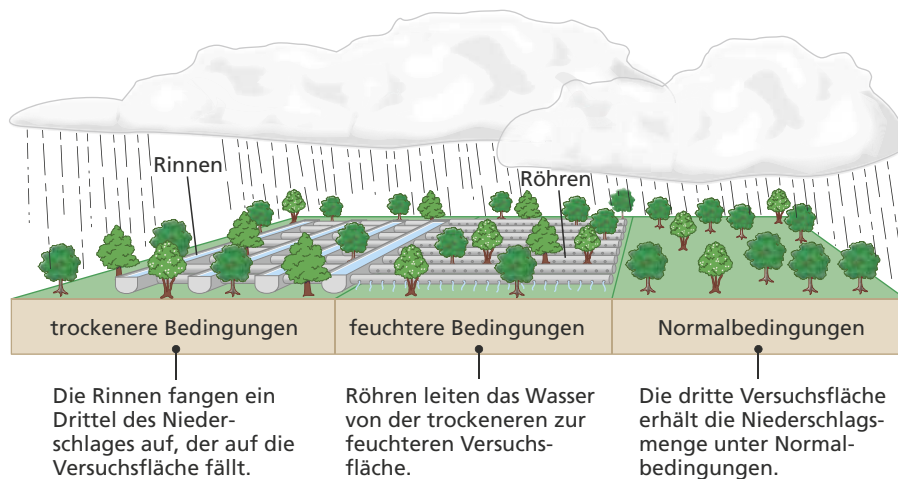 Rinnen
Röhren
trockenere Bedingungen
feuchtere Bedingungen
Normalbedingungen
Die Rinnen fangen ein
Drittel des Nieder-
schlages auf, der auf die
Versuchsfläche fällt.
Röhren leiten das Wasser
von der trockeneren zur
feuchteren Versuchs-
fläche.
Die dritte Versuchsfläche
erhält die Niederschlags-
menge unter Normal-
bedingungen.